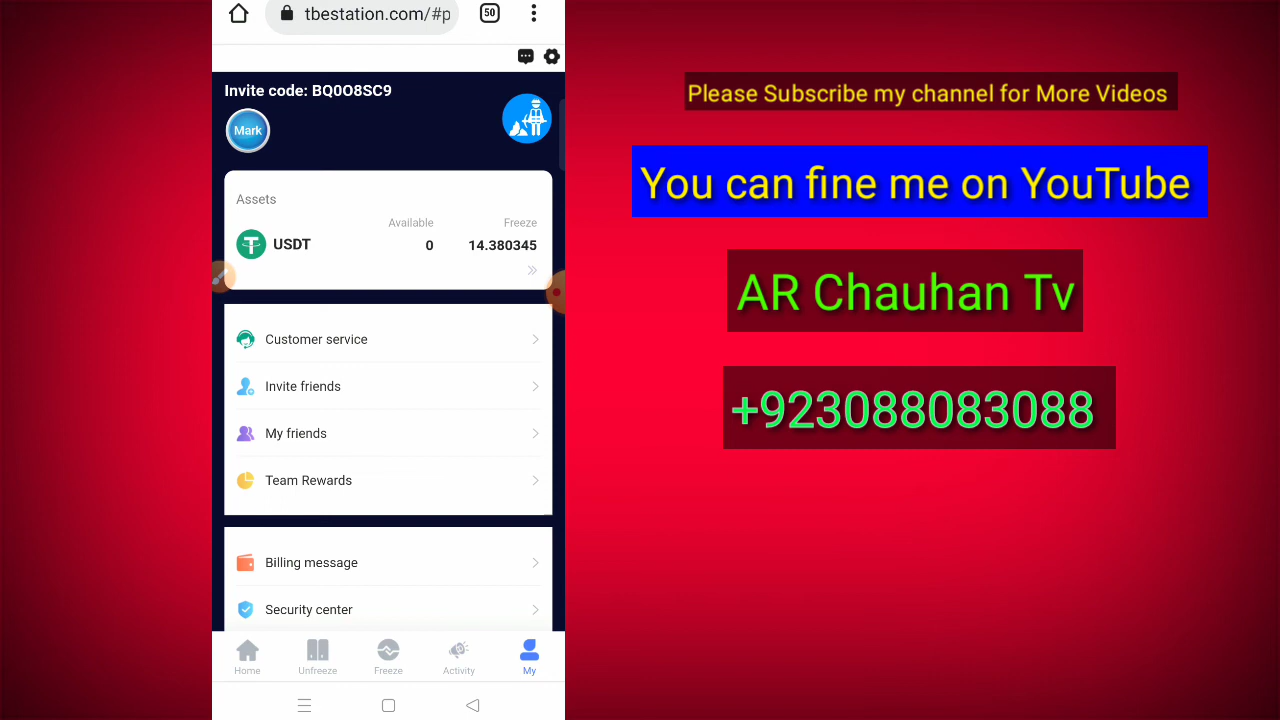 tbestation.com/#p
50
Invite code: BQ0O8SC9
Mark
Assets
Available Freeze
USDT 0 14.380345
Customer service
Invite friends
My friends
Team Rewards
Billing message
Security center
Home Unfreeze Freeze Activity My
Please Subscribe my channel for More Videos
You can fine me on YouTube
AR Chauhan Tv
+923088083088